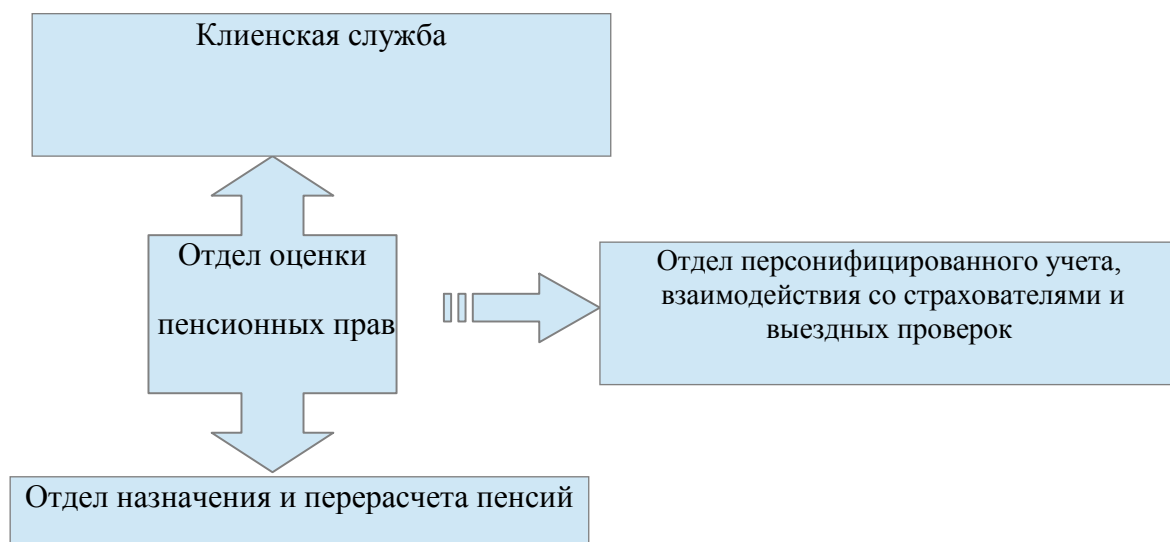 Клиенская служба
Отдел оценки
пенсионных прав
Отдел персонифицированного учета,
взаимодействия со страхователями и
выездных проверок
Отдел назначения и перерасчета пенсий